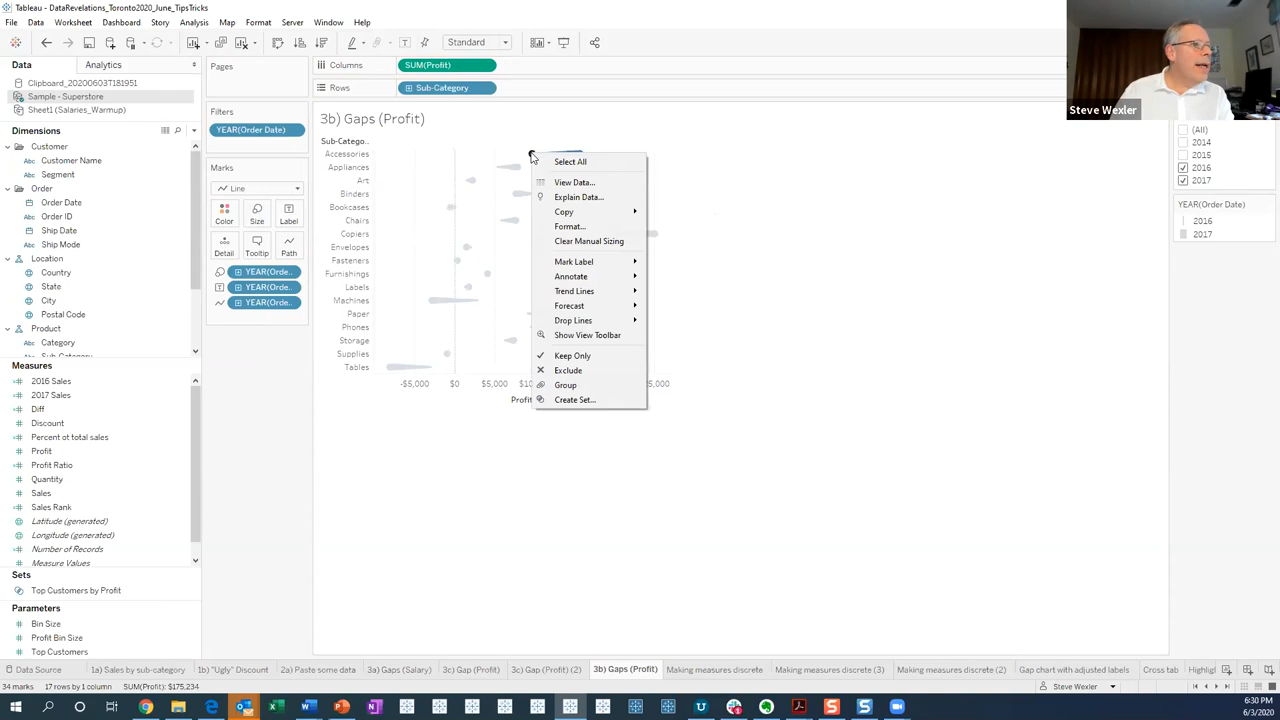 Tableau - DataRevelations_Toronto2020_June_TipsTricks
File Data Worksheet Dashboard Story Analysis Map Format Server Window Help
Standard
Steve Wexler
Data Analytics
Clipboard_20200603T181951
Sample - Superstore
Sheet1 (Salaries_Warmup)
Dimensions
Customer
Abc Customer Name
Abc Segment
Order
Order Date
Abc Order ID
Ship Date
Abc Ship Mode
Location
Country
State
City
Postal Code
Product
Abc Category
Measures
2016 Sales
2017 Sales
Diff
Discount
Percent of total sales
Profit
Profit Ratio
Quantity
Sales
Sales Rank
Latitude (generated)
Longitude (generated)
Number of Records
Measure Values
Sets
Top Customers by Profit
Parameters
Bin Size
Profit Bin Size
Top Customers
Pages
Filters
YEAR(Order Date)
Marks
Line
Color Size Label
Detail Tooltip Path
YEAR(Orde..
YEAR(Orde..
YEAR(Orde..
Columns SUM(Profit)
Rows Sub-Category
3b) Gaps (Profit)
Sub-Catego..
Accessories
Appliances
Art
Binders
Bookcases
Chairs
Copiers
Envelopes
Fasteners
Furnishings
Labels
Machines
Paper
Phones
Storage
Supplies
Tables
-$5,000 $0 $5,000
Profit
Select All
View Data...
Explain Data...
Copy
Format...
Clear Manual Sizing
Mark Label
Annotate
Trend Lines
Forecast
Drop Lines
Show View Toolbar
Keep Only
Exclude
Group
Create Set...
(All)
2014
2015
2016
2017
YEAR(Order Date)
2016
2017
Data Source 1a) Sales by sub-category 1b) "Ugly" Discount 2a) Paste some data 3a) Gaps (Salary) 3c) Gap (Profit) 3c) Gap (Profit) (2) 3b) Gaps (Profit) Making measures discrete Making measures discrete (3) Making measures discrete (2) Gap chart with adjusted labels Cross tab
34 marks 17 rows by 1 column SUM(Profit): $175,234 Steve Wexler
6:30 PM
6/3/2020